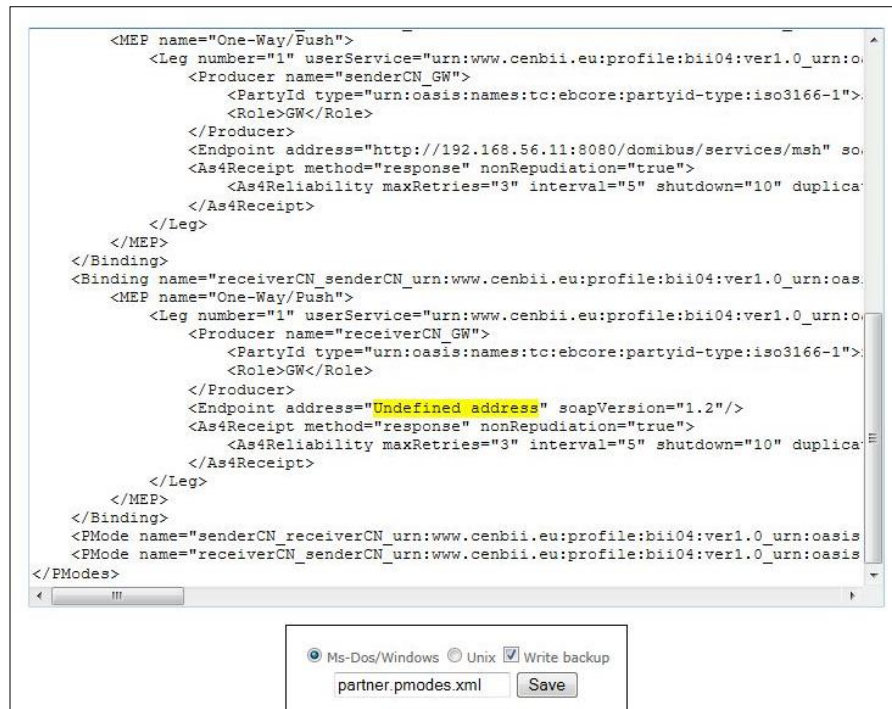 <MEP name="One-Way/Push">
<Leg number="1" userService="urn:www.cenbii.eu:profile:bii04:ver1.0_urn:o
<Producer name="senderCN_GW">
<PartyId type="urn:oasis:names:tc:ebcore:partyid-type:iso3166-1">
<Role>GW</Role>
</Producer>
<Endpoint address="http://192.168.56.11:8080/domibus/services/msh" so
<As4Receipt method="response" nonRepudiation="true">
<As4Reliability maxRetries="3" interval="5" shutdown="10" duplica
</As4Receipt>
</Leg>
</MEP>
</Binding>
<Binding name="receiverCN_senderCN_urn:www.cenbii.eu:profile:bii04:ver1.0_urn:oas
<MEP name="One-Way/Push">
<Leg number="1" userService="urn:www.cenbii.eu:profile:bii04:ver1.0_urn:o
<Producer name="receiverCN_GW">
<PartyId type="urn:oasis:names:tc:ebcore:partyid-type:iso3166-1">
<Role>GW</Role>
</Producer>
<Endpoint address="Undefined address" soapVersion="1.2"/>
<As4Receipt method="response" nonRepudiation="true">
<As4Reliability maxRetries="3" interval="5" shutdown="10" duplica
</As4Receipt>
</Leg>
</MEP>
</Binding>
<PMode name="senderCN_receiverCN_urn:www.cenbii.eu:profile:bii04:ver1.0_urn:oasis
<PMode name="receiverCN_senderCN_urn:www.cenbii.eu:profile:bii04:ver1.0_urn:oasis
</PModes>
Ms-Dos/Windows Unix Write backup
partner.pmodes.xml Save